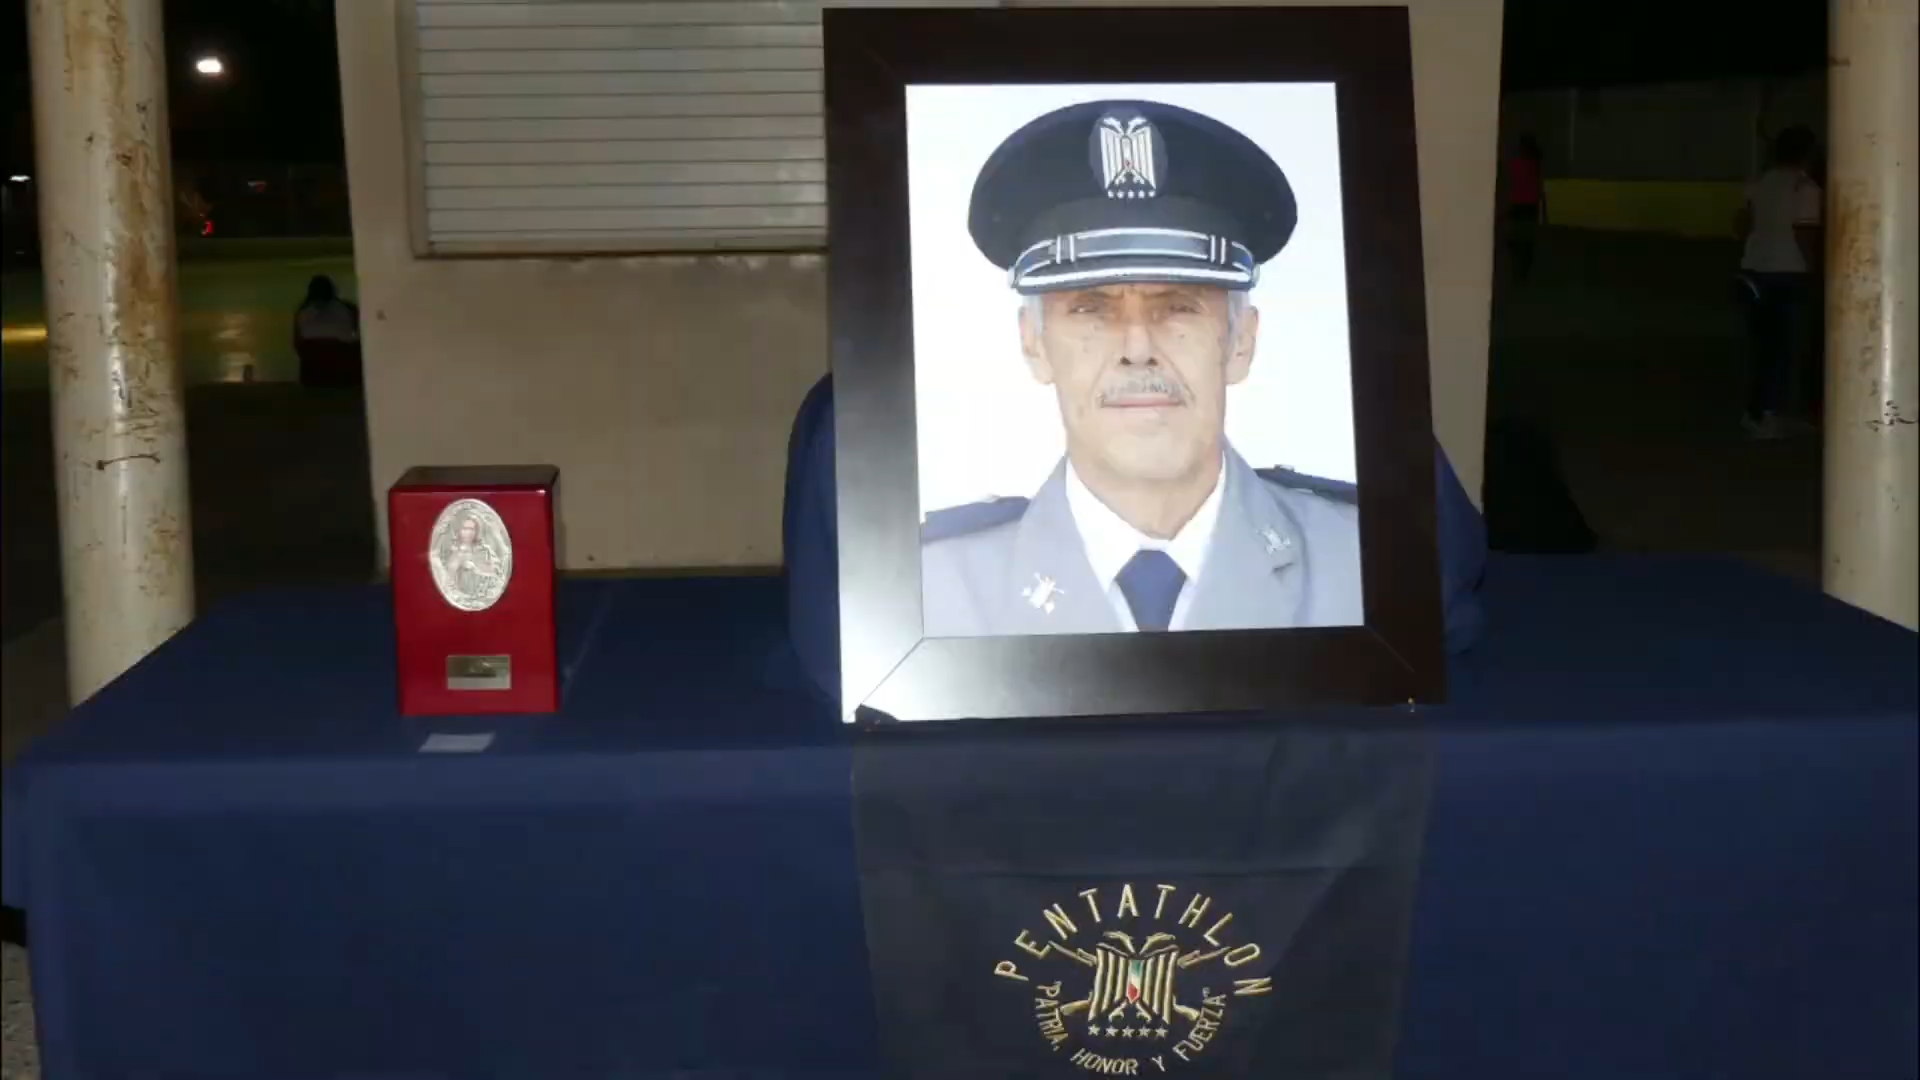 PENTATHLON
"PATRIA, HONOR Y FUERZA"